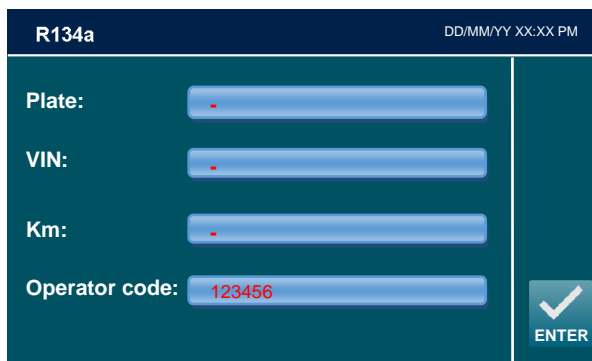 R134a
DD/MM/YY XX:XX PM
Plate: -
VIN: -
Km: -
Operator code: 123456
ENTER